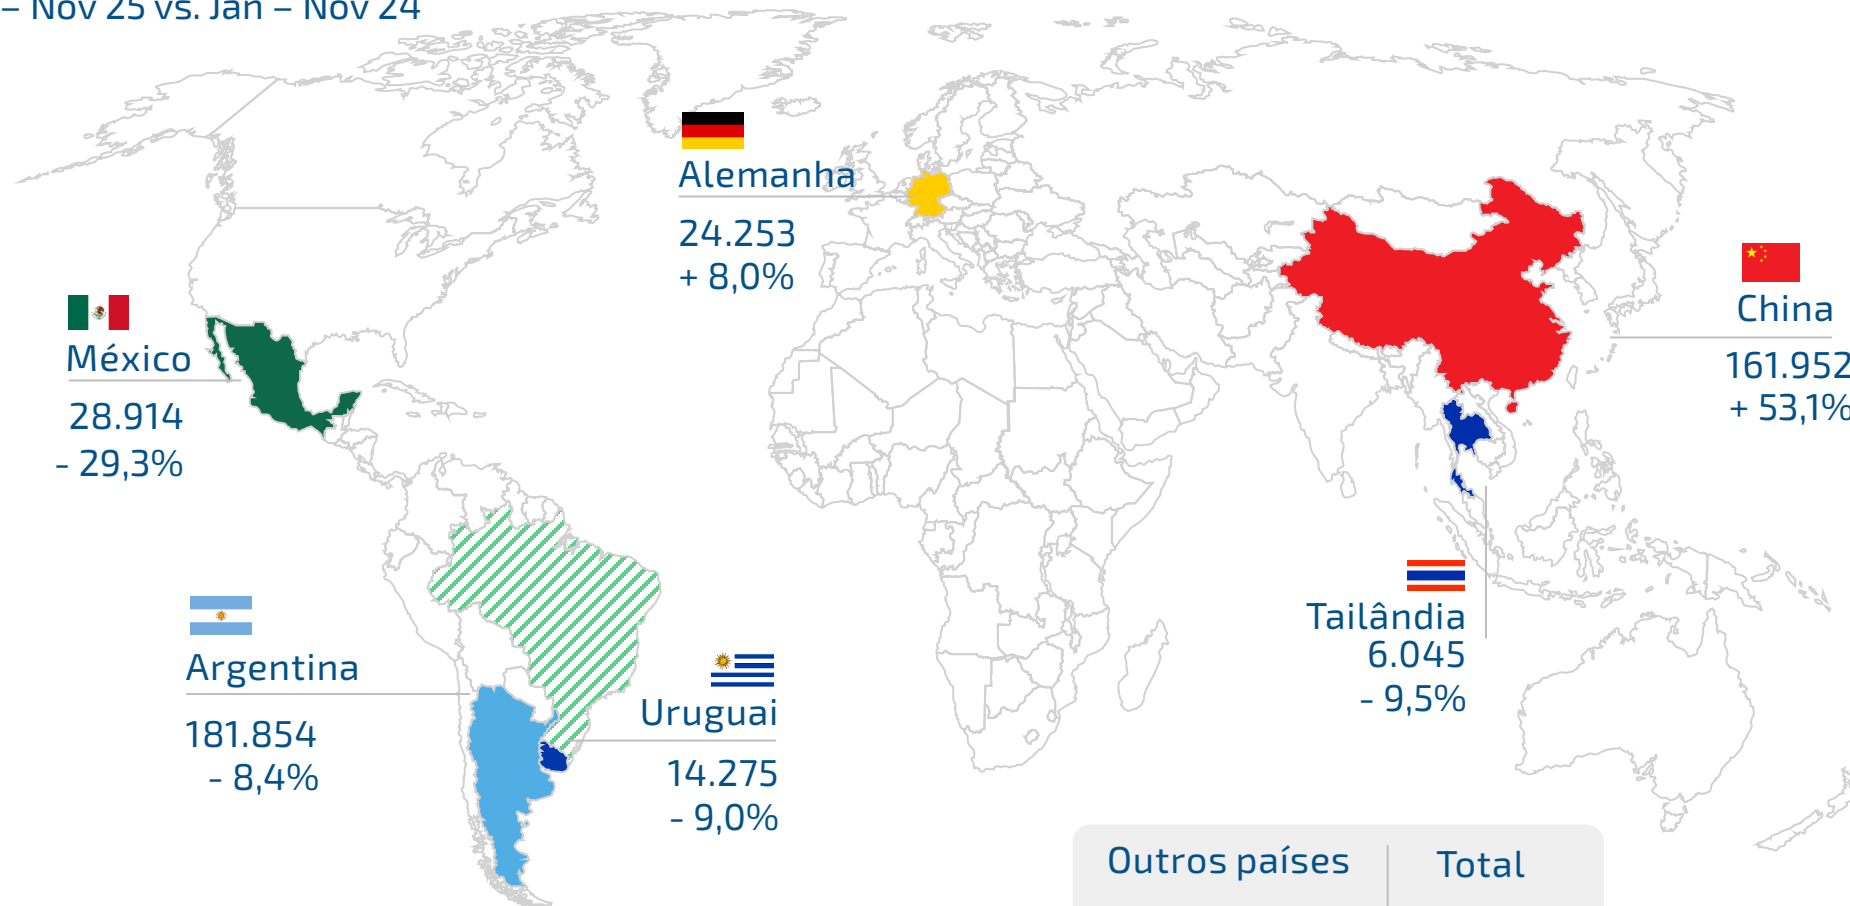 – Nov 25 vs. Jan – Nov 24
Alemanha
24.253
+ 8,0%
China
161.952
+ 53,1%
México
28.914
- 29,3%
Tailândia
6.045
- 9,5%
Argentina
181.854
- 8,4%
Uruguai
14.275
- 9,0%
Outros países
Total